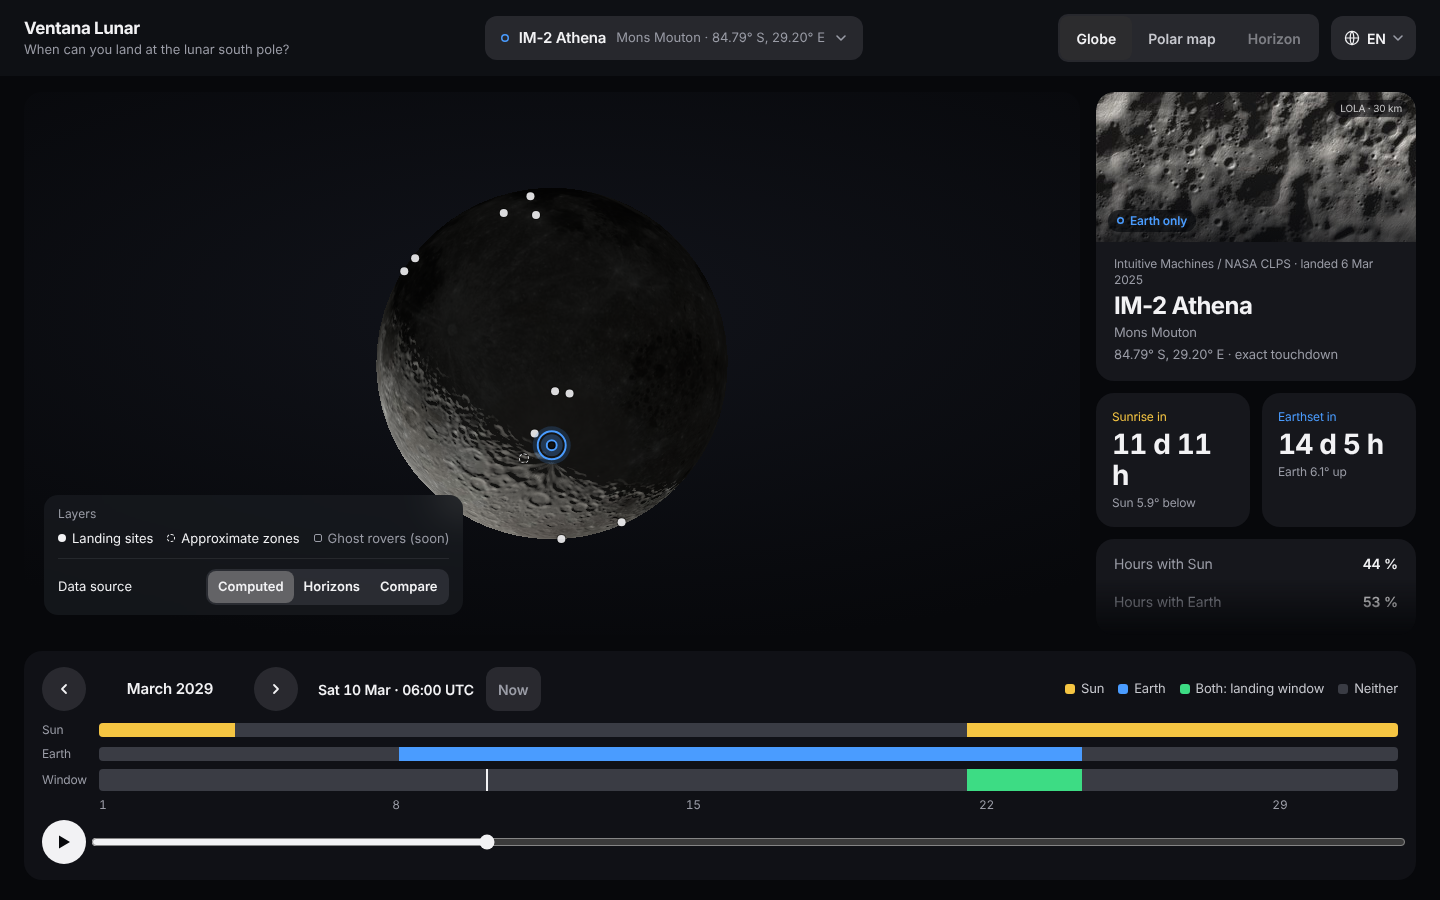 Ventana Lunar
When can you land at the lunar south pole?
IM-2 Athena Mons Mouton · 84.79° S, 29.20° E
Globe Polar map Horizon EN
LOLA · 30 km
Earth only
Intuitive Machines / NASA CLPS · landed 6 Mar
2025
IM-2 Athena
Mons Mouton
84.79° S, 29.20° E · exact touchdown
Sunrise in
11 d 11
h
Sun 5.9° below
Earthset in
14 d 5 h
Earth 6.1° up
Hours with Sun 44 %
Hours with Earth 53 %
Layers
Landing sites Approximate zones Ghost rovers (soon)
Data source Computed Horizons Compare
March 2029 Sat 10 Mar · 06:00 UTC Now
Sun Earth Both: landing window Neither
Sun
Earth
Window
1 8 15 22 29